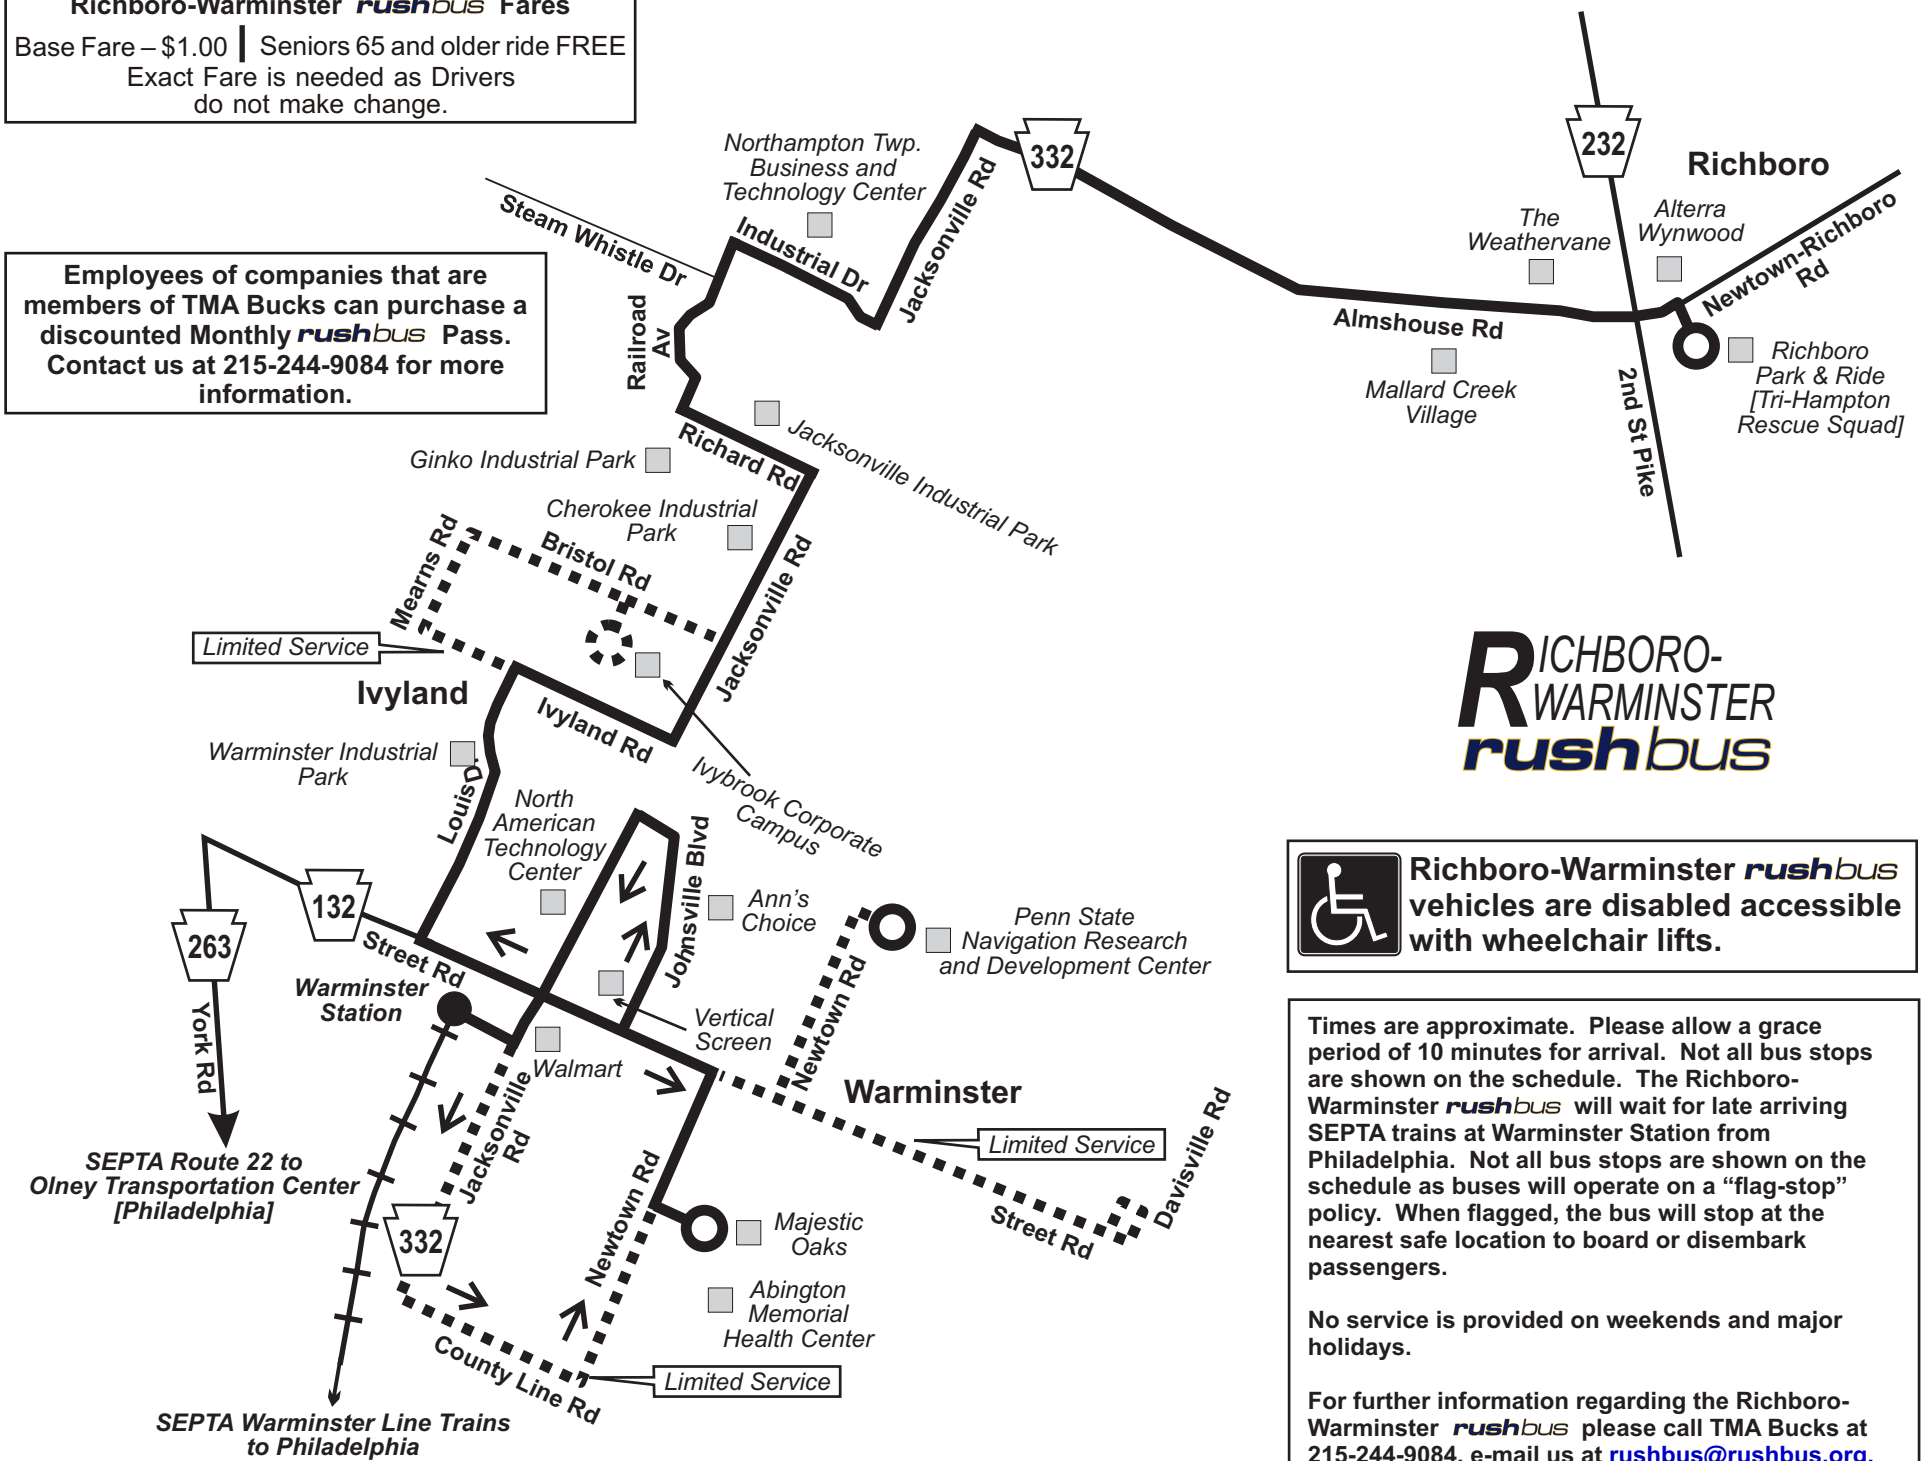 Richboro-Warminster rushbus Fares
Base Fare – $1.00 | Seniors 65 and older ride FREE
Exact Fare is needed as Drivers
do not make change.
Employees of companies that are
members of TMA Bucks can purchase a
discounted Monthly rushbus Pass.
Contact us at 215-244-9084 for more
information.
Northampton Twp.
Business and
Technology Center
Steam Whistle Dr
Industrial Dr
Jacksonville Rd
332
232
Richboro
The
Weathervane
Alterra
Wynwood
Newtown-Richboro
Rd
Almshouse Rd
Mallard Creek
Village
2nd St Pike
Richboro
Park & Ride
[Tri-Hampton
Rescue Squad]
Railroad
Av
Richard Rd
Jacksonville Industrial Park
Ginko Industrial Park
Cherokee Industrial
Park
Mearns Rd
Bristol Rd
Jacksonville Rd
Limited Service
Ivyland
Ivyland Rd
Warminster Industrial
Park
Louis D
Ivybrook Corporate
Campus
North
American
Technology
Center
Johnsville Blvd
Ann's
Choice
132
263
Street Rd
York Rd
Warminster
Station
Vertical
Screen
Walmart
Newtown Rd
Penn State
Navigation Research
and Development Center
Warminster
Limited Service
Davisville Rd
Street Rd
Jacksonville
Rd
332
Newtown Rd
Majestic
Oaks
Abington
Memorial
Health Center
County Line Rd
Limited Service
SEPTA Route 22 to
Olney Transportation Center
[Philadelphia]
SEPTA Warminster Line Trains
to Philadelphia
RICHBORO-
WARMINSTER
rushbus
Richboro-Warminster rushbus
vehicles are disabled accessible
with wheelchair lifts.
Times are approximate. Please allow a grace
period of 10 minutes for arrival. Not all bus stops
are shown on the schedule. The Richboro-
Warminster rushbus will wait for late arriving
SEPTA trains at Warminster Station from
Philadelphia. Not all bus stops are shown on the
schedule as buses will operate on a “flag-stop”
policy. When flagged, the bus will stop at the
nearest safe location to board or disembark
passengers.
No service is provided on weekends and major
holidays.
For further information regarding the Richboro-
Warminster rushbus please call TMA Bucks at
215-244-9084, e-mail us at rushbus@rushbus.org.